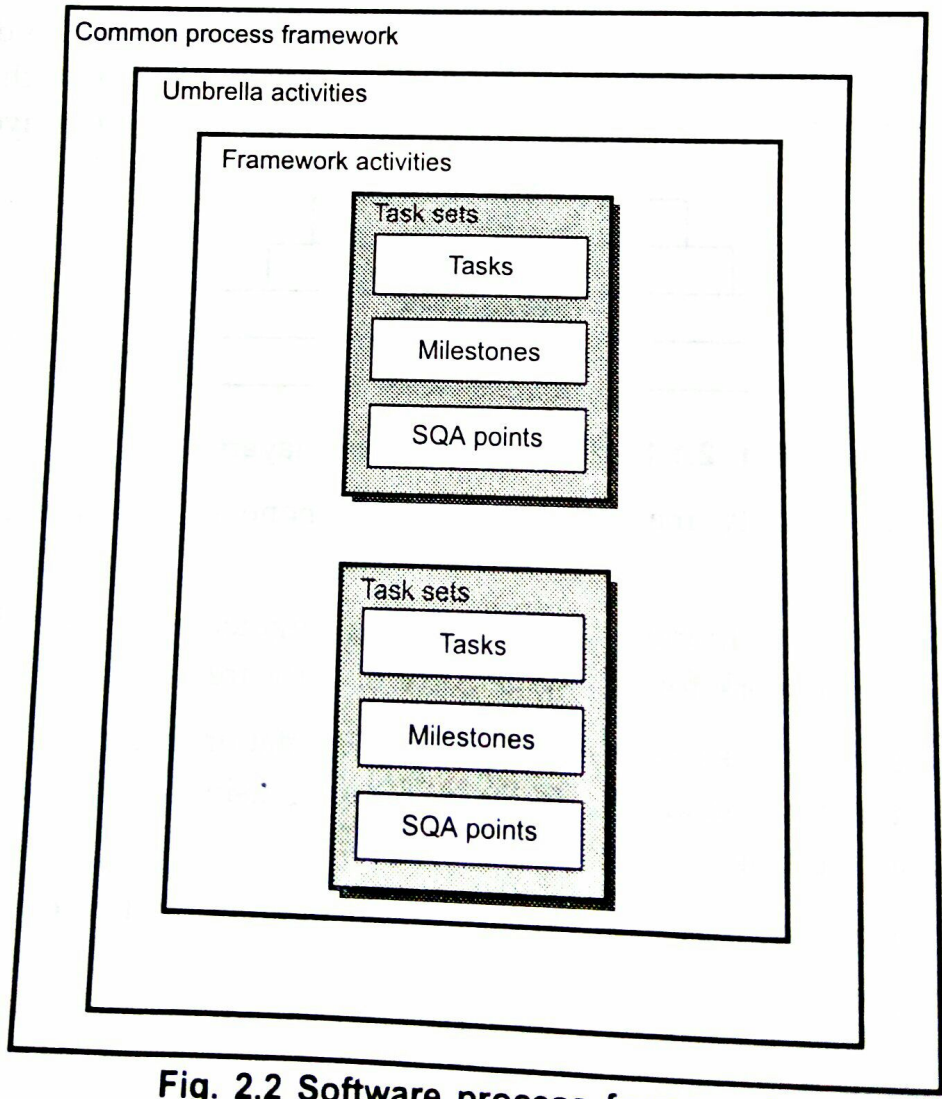 Common process framework
Umbrella activities
Framework activities
Task sets
Tasks
Milestones
SQA points
Task sets
Tasks
Milestones
SQA points
Fig. 2.2 Software process